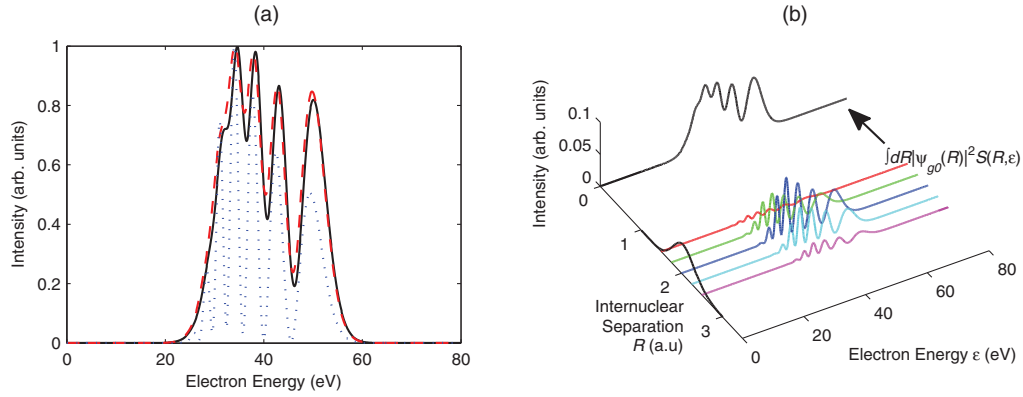 (a)
Intensity (arb. units)
1
0.8
0.6
0.4
0.2
0
0 20 40 60 80
Electron Energy (eV)
(b)
Intensity (arb. units)
0.1
0.05
0
∫dR|ψg0(R)|²S(R,ε)
0
1
2
3
Internuclear
Separation
R (a.u)
0
20
40
60
80
Electron Energy ε (eV)